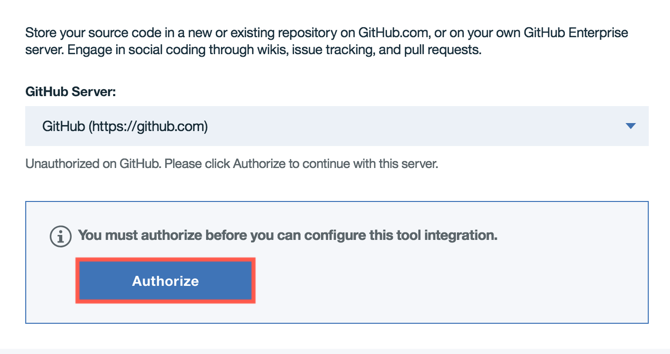 Store your source code in a new or existing repository on GitHub.com, or on your own GitHub Enterprise
server. Engage in social coding through wikis, issue tracking, and pull requests.
GitHub Server:
GitHub (https://github.com)
Unauthorized on GitHub. Please click Authorize to continue with this server.
You must authorize before you can configure this tool integration.
Authorize